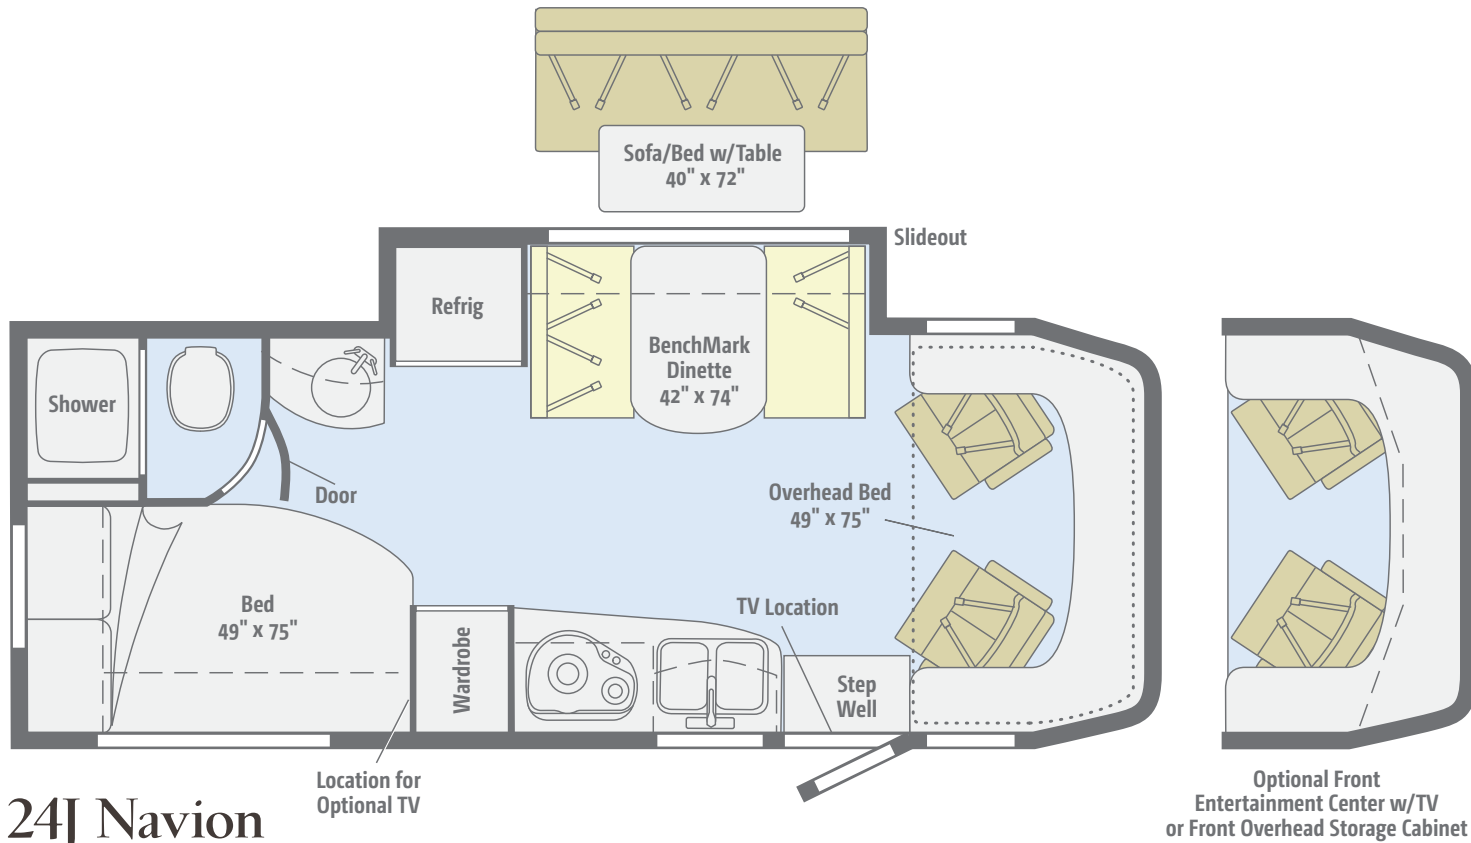 Sofa/Bed w/Table
40" x 72"
Slideout
Refrig
BenchMark
Dinette
42" x 74"
Shower
Door
Overhead Bed
49" x 75"
Bed
49" x 75"
TV Location
Wardrobe
Step
Well
Location for
Optional TV
Optional Front
Entertainment Center w/TV
or Front Overhead Storage Cabinet
24J Navion